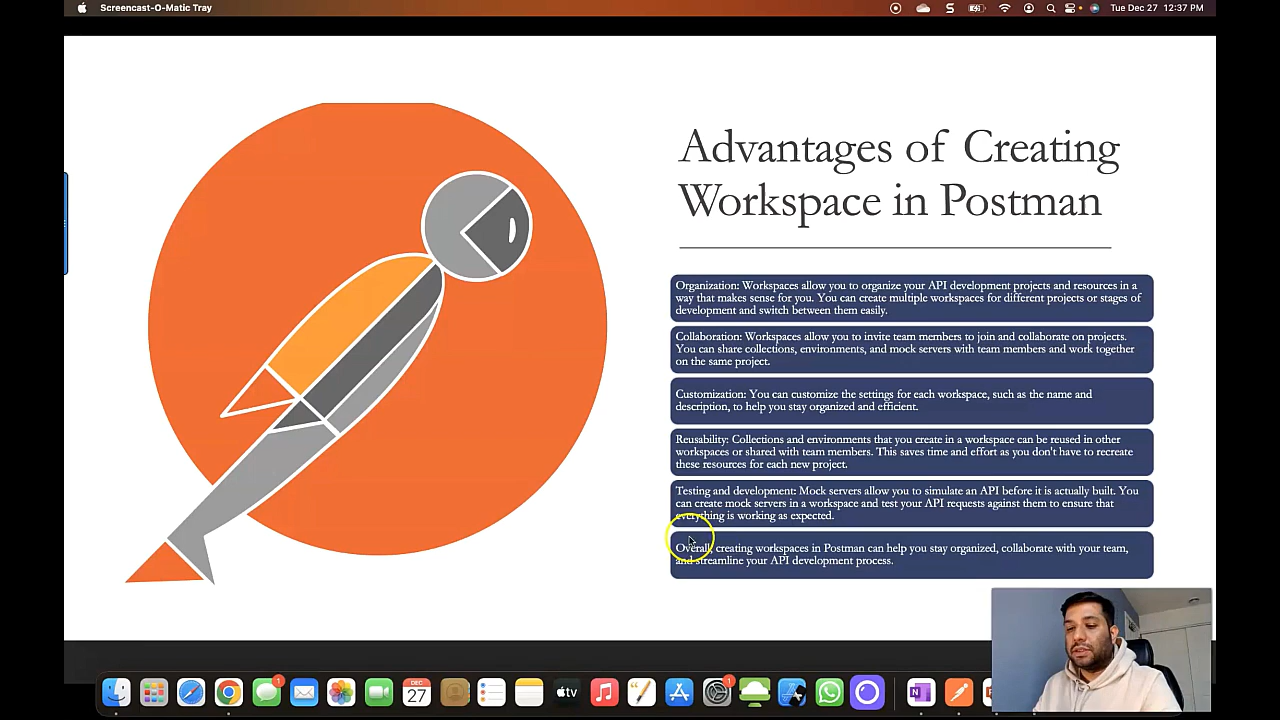 Screencast-O-Matic Tray
Tue Dec 27 12:37 PM
Advantages of Creating
Workspace in Postman
Organization: Workspaces allow you to organize your API development projects and resources in a
way that makes sense for you. You can create multiple workspaces for different projects or stages of
development and switch between them easily.
Collaboration: Workspaces allow you to invite team members to join and collaborate on projects.
You can share collections, environments, and mock servers with team members and work together
on the same project.
Customization: You can customize the settings for each workspace, such as the name and
description, to help you stay organized and efficient.
Reusability: Collections and environments that you create in a workspace can be reused in other
workspaces or shared with team members. This saves time and effort as you don't have to recreate
these resources for each new project.
Testing and development: Mock servers allow you to simulate an API before it is actually built. You
can create mock servers in a workspace and test your API requests against them to ensure that
everything is working as expected.
Overall, creating workspaces in Postman can help you stay organized, collaborate with your team,
and streamline your API development process.
1
DEC
27
tv
1
N